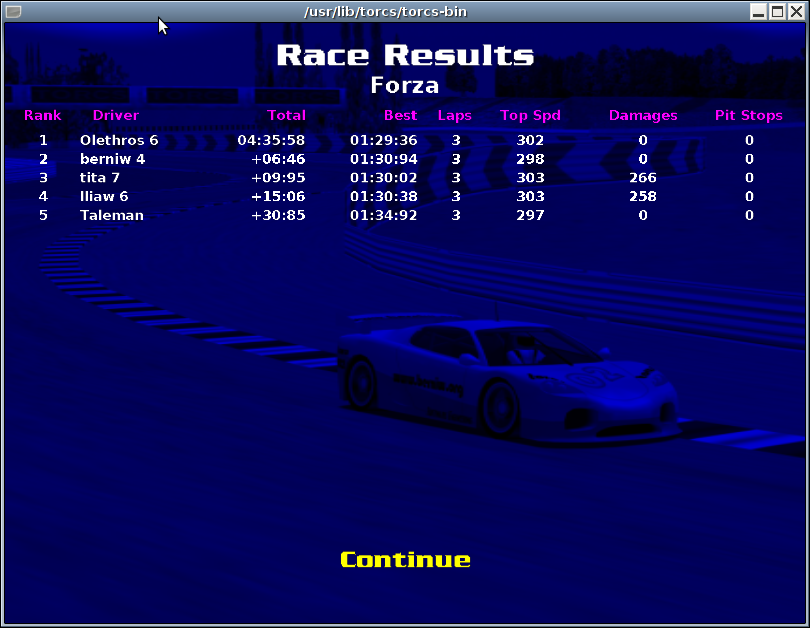 /usr/lib/torcs/torcs-bin
Race Results
Forza
Rank Driver Total Best Laps Top Spd Damages Pit Stops
1 Olethros 6 04:35:58 01:29:36 3 302 0 0
2 berniw 4 +06:46 01:30:94 3 298 0 0
3 tita 7 +09:95 01:30:02 3 303 266 0
4 lliaw 6 +15:06 01:30:38 3 303 258 0
5 Taleman +30:85 01:34:92 3 297 0 0
Continue